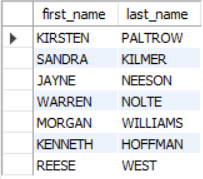 first_name last_name
KIRSTEN PALTROW
SANDRA KILMER
JAYNE NEESON
WARREN NOLTE
MORGAN WILLIAMS
KENNETH HOFFMAN
REESE WEST